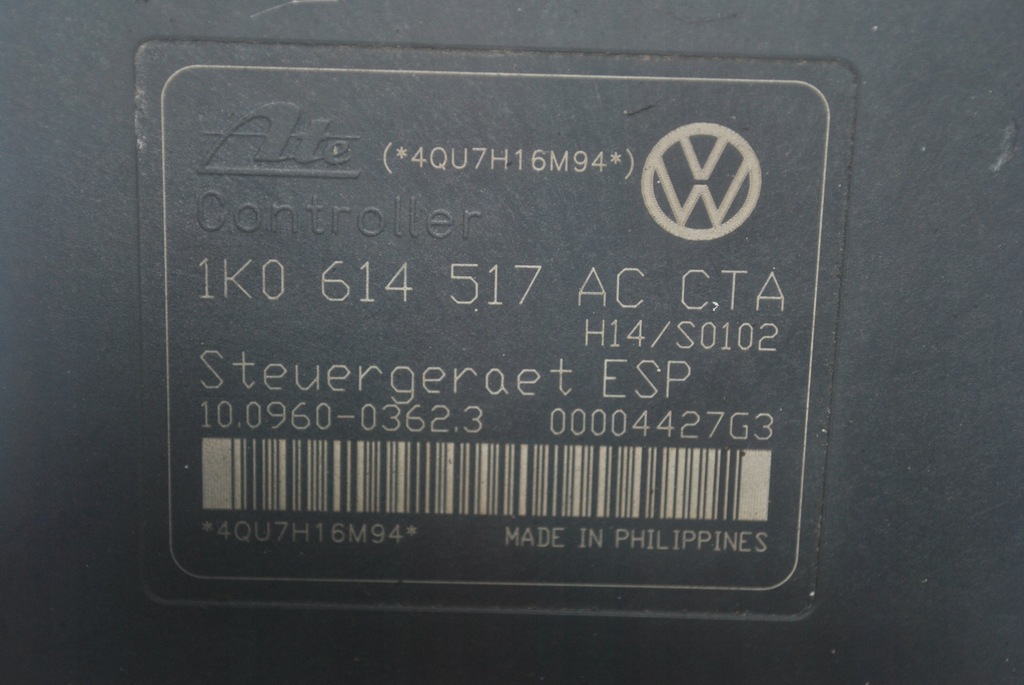 Ate (*4QU7H16M94*) VW
Controller
1K0 614 517 AC CTA
H14/S0102
Steuergeraet ESP
10.0960-0362.3 00004427G3
*4QU7H16M94* MADE IN PHILIPPINES